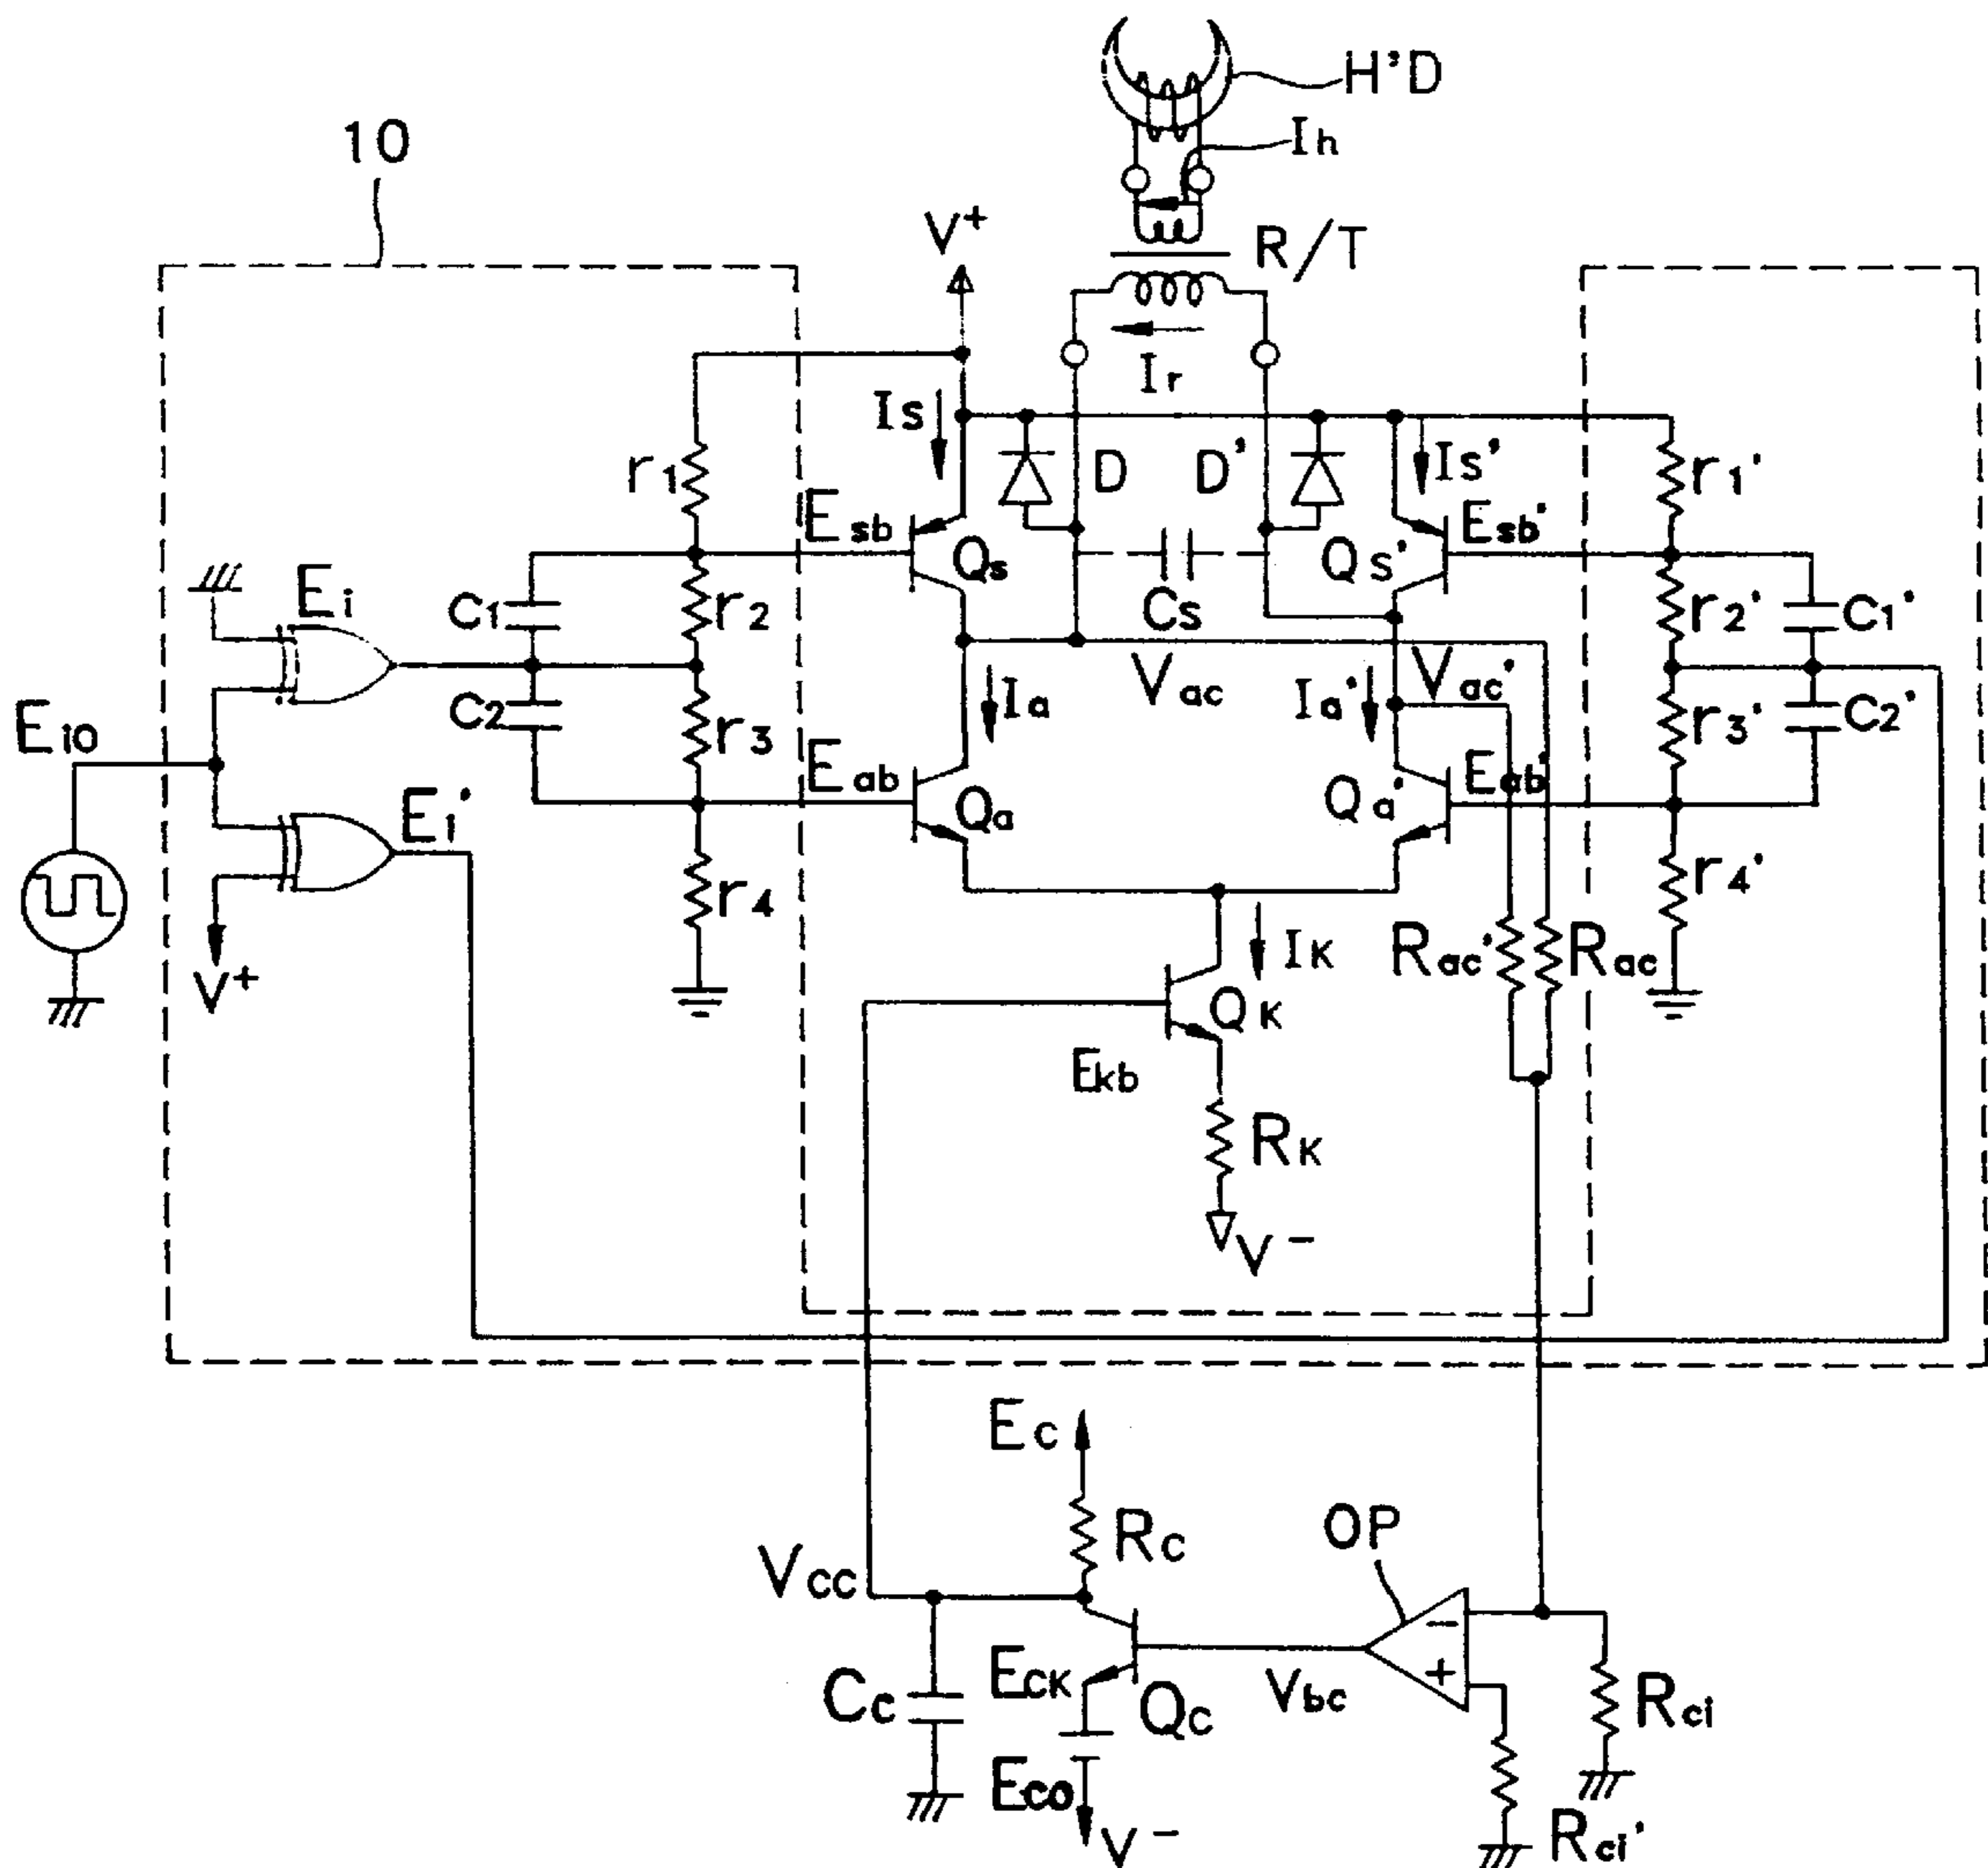 H'D
10
Ih
V+
R/T
Ir
Is
D
D'
Is'
r1
r1'
Esb
Esb'
Qs
Qs'
Ei
C1
r2
Cs
r2'
C1'
Vac
Vac'
Ia
Ia'
C2
r3
r3'
C2'
Eio
Eab
Eab'
Qa
Qa'
Ei'
r4
r4'
IK
Rac'
Rac
V+
QK
Ekb
RK
V-
Ec
Rc
OP
Vcc
-
+
Cc
EcK
Qc
Vbc
Rci
Eco
V-
Rci'